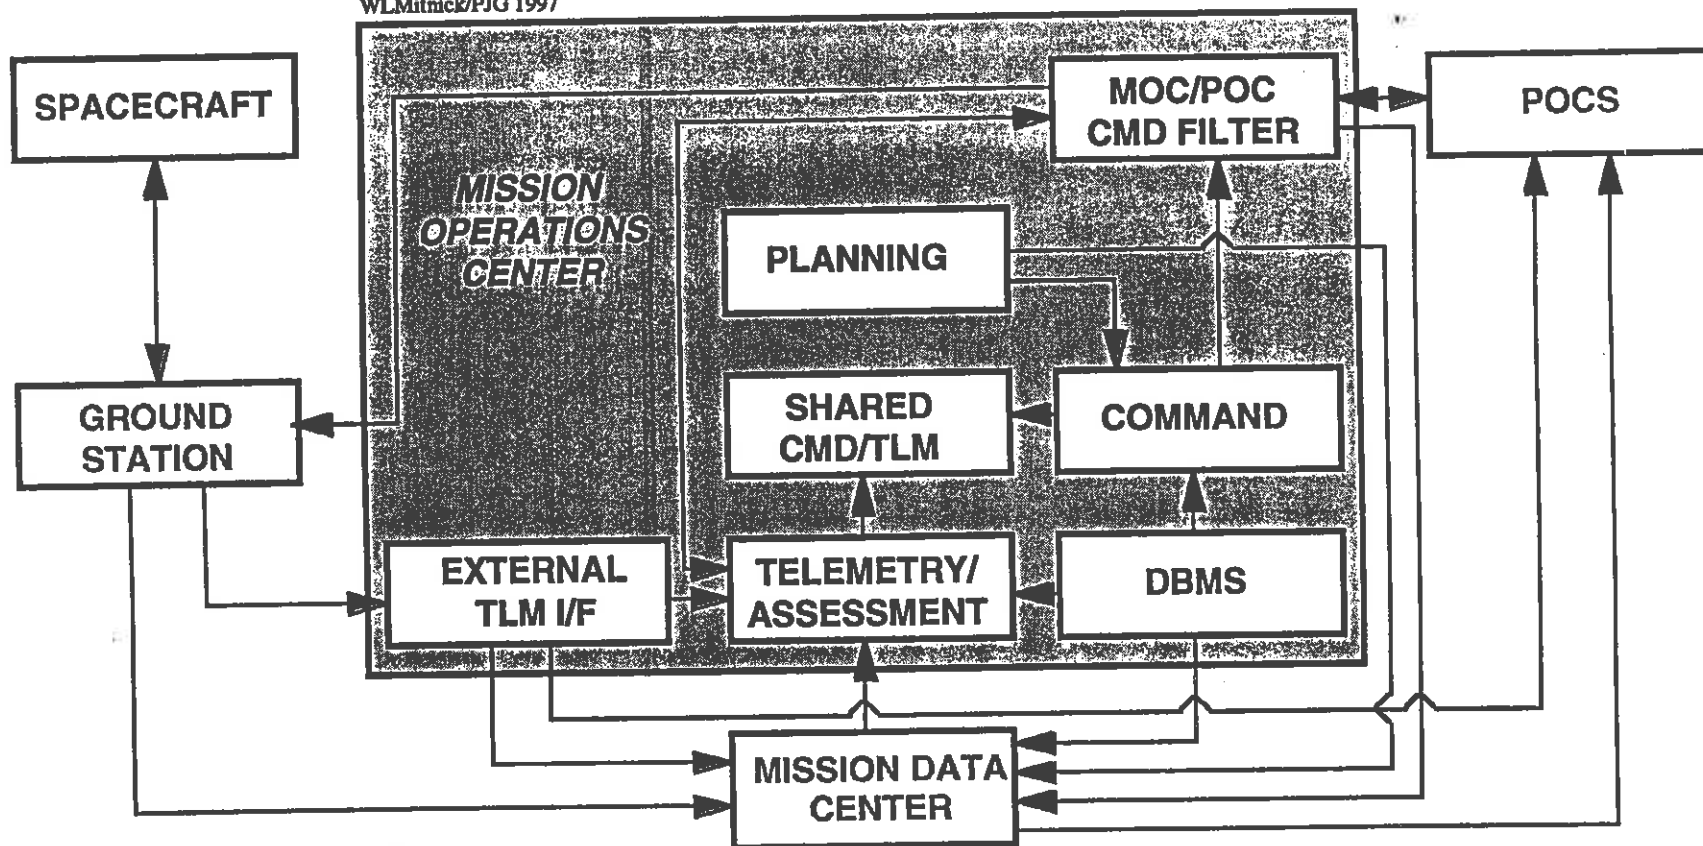 WLMitnick/PJG 1997
SPACECRAFT
MOC/POC
CMD FILTER
POCS
MISSION
OPERATIONS
CENTER
PLANNING
GROUND
STATION
SHARED
CMD/TLM
COMMAND
EXTERNAL
TLM I/F
TELEMETRY/
ASSESSMENT
DBMS
MISSION DATA
CENTER